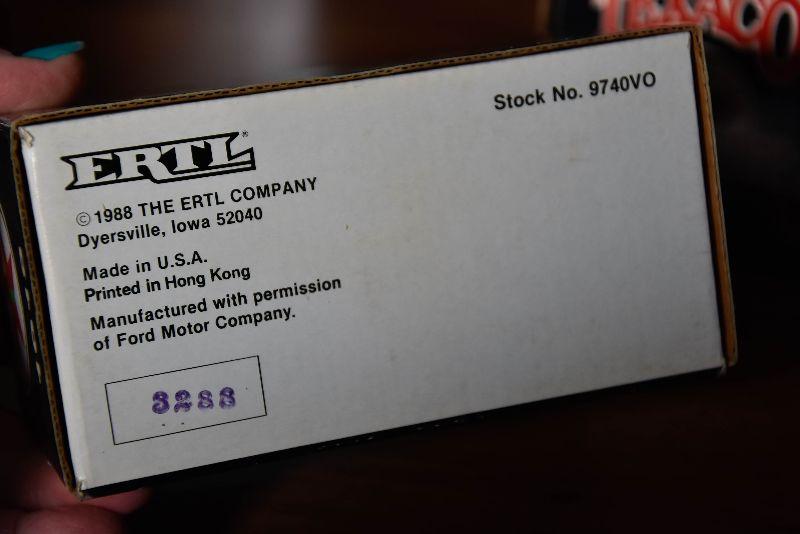 TEXACO
Stock No. 9740VO
ERTL®
© 1988 THE ERTL COMPANY
Dyersville, Iowa 52040
Made in U.S.A.
Printed in Hong Kong
Manufactured with permission
of Ford Motor Company.
3288